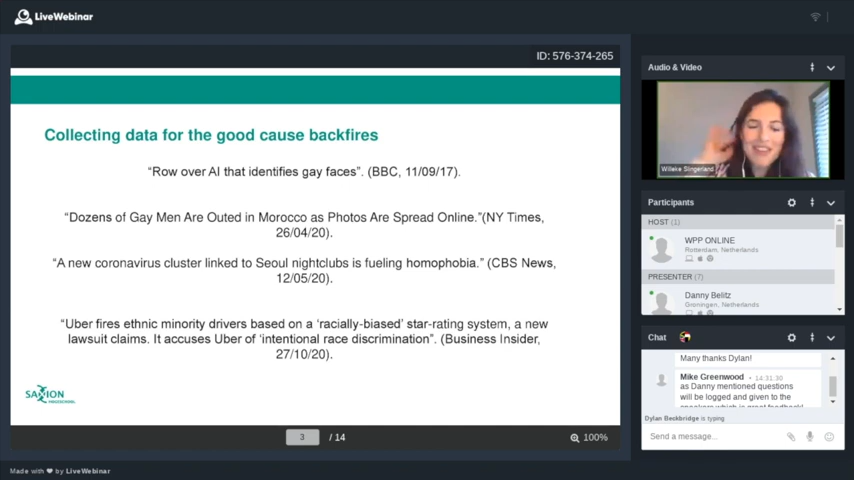 LiveWebinar
ID: 576-374-265
Collecting data for the good cause backfires
“Row over AI that identifies gay faces”. (BBC, 11/09/17).
“Dozens of Gay Men Are Outed in Morocco as Photos Are Spread Online.”(NY Times,
26/04/20).
“A new coronavirus cluster linked to Seoul nightclubs is fueling homophobia.” (CBS News,
12/05/20).
“Uber fires ethnic minority drivers based on a ‘racially-biased’ star-rating system, a new
lawsuit claims. It accuses Uber of ‘intentional race discrimination”. (Business Insider,
27/10/20).
SAXION
HOGESCHOOL
3 / 14
100%
Made with ❤ by LiveWebinar
Audio & Video
Willeke Slingerland
Participants
HOST (1)
WPP ONLINE
Rotterdam, Netherlands
PRESENTER (7)
Danny Belitz
Groningen, Netherlands
Chat
Many thanks Dylan!
Mike Greenwood • 14:31:30
as Danny mentioned questions
will be logged and given to the
Dylan Beckbridge is typing
Send a message...